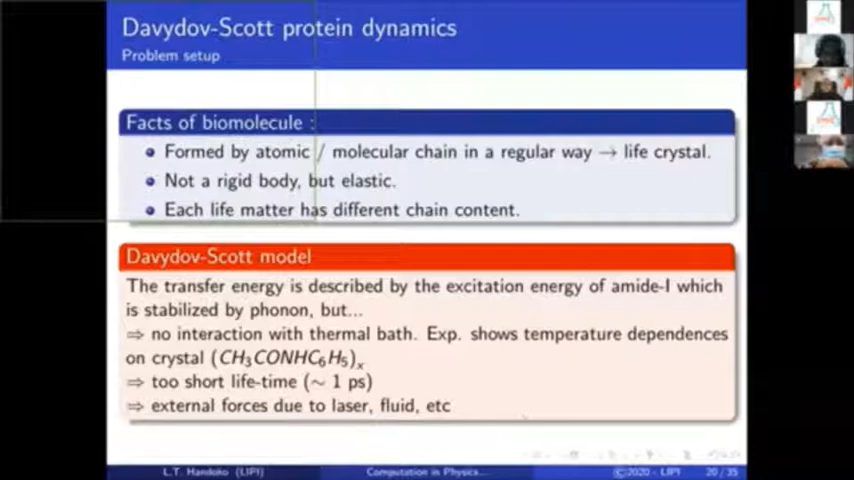 Davydov-Scott protein dynamics
Problem setup
Facts of biomolecule :
Formed by atomic / molecular chain in a regular way → life crystal.
Not a rigid body, but elastic.
Each life matter has different chain content.
Davydov-Scott model
The transfer energy is described by the excitation energy of amide-I which
is stabilized by phonon, but...
⇒ no interaction with thermal bath. Exp. shows temperature dependences
on crystal (CH₃CONHC₆H₅)ₓ
⇒ too short life-time (∼ 1 ps)
⇒ external forces due to laser, fluid, etc
L.T. Handoko (LIPI) Computation in Physics... ©2020 - LIPI 20 / 35